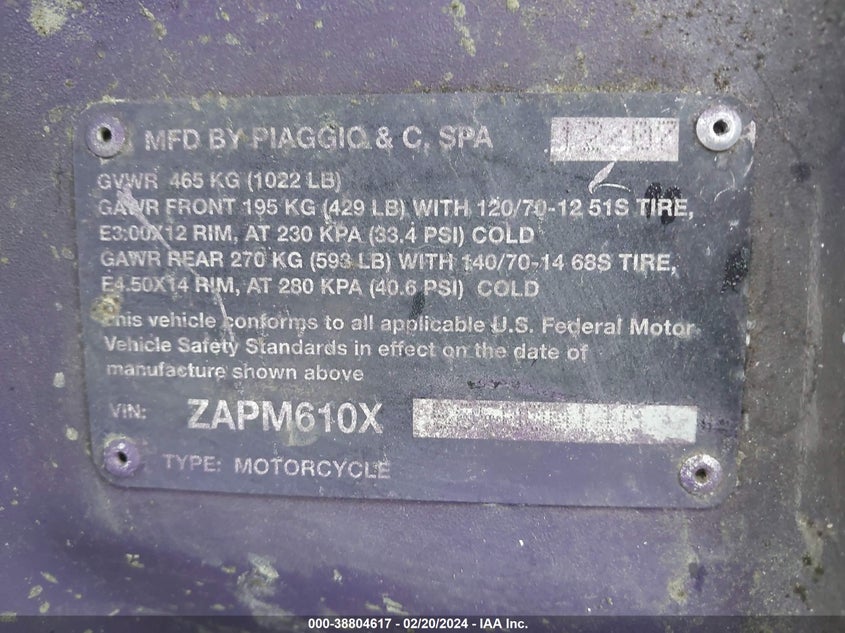 MFD BY PIAGGIO & C, SPA
GVWR 465 KG (1022 LB)
GAWR FRONT 195 KG (429 LB) WITH 120/70-12 51S TIRE,
E3:00X12 RIM, AT 230 KPA (33.4 PSI) COLD
GAWR REAR 270 KG (593 LB) WITH 140/70-14 68S TIRE,
E4.50X14 RIM, AT 280 KPA (40.6 PSI) COLD
This vehicle conforms to all applicable U.S. Federal Motor
Vehicle Safety Standards in effect on the date of
manufacture shown above
VIN: ZAPM610X
TYPE: MOTORCYCLE
000-38804617 - 02/20/2024 - IAA Inc.